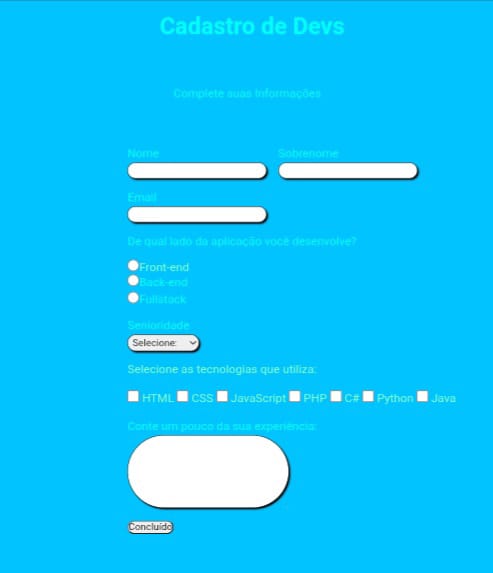 Cadastro de Devs
Complete suas Informações
Nome Sobrenome
Email
De qual lado da aplicação você desenvolve?
Front-end
Back-end
Fullstack
Senioridade
Selecione:
Selecione as tecnologias que utiliza:
HTML CSS JavaScript PHP C# Python Java
Conte um pouco da sua experiência:
Concluído